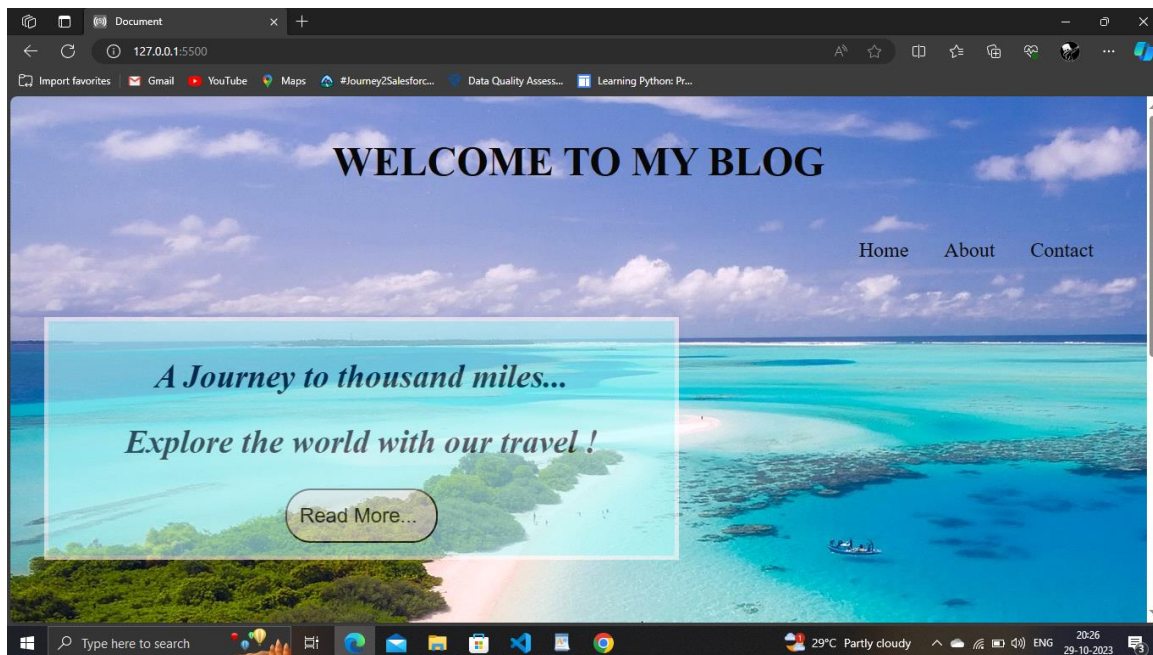 Document
127.0.0.1:5500
Import favorites Gmail YouTube Maps #Journey2Salesforc... Data Quality Assess... Learning Python: Pr...
WELCOME TO MY BLOG
Home About Contact
A Journey to thousand miles...
Explore the world with our travel !
Read More...
Type here to search 29°C Partly cloudy ENG 20:26
29-10-2023 3